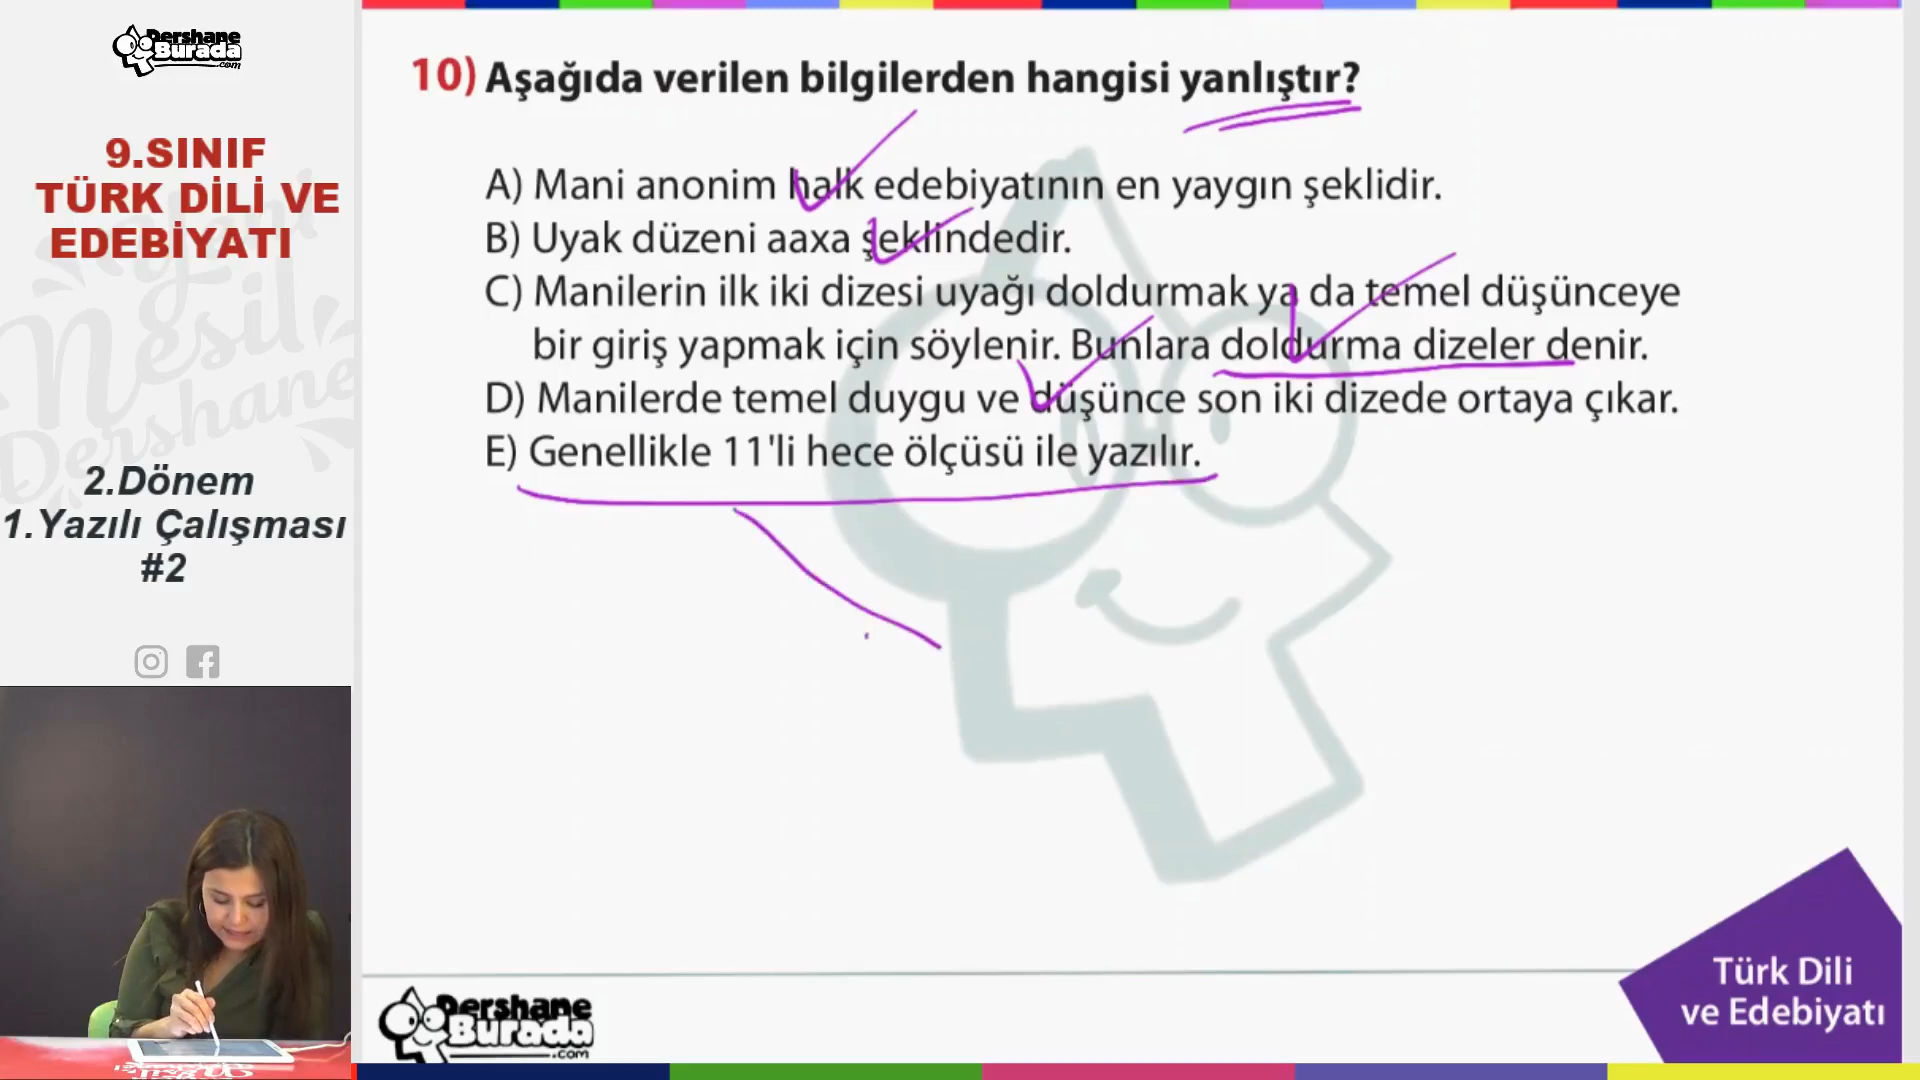 Dershane
Burada
.com
9.SINIF
TÜRK DİLİ VE
EDEBİYATI
Yeni
Nesil
Dershane
2.Dönem
1.Yazılı Çalışması
#2
10) Aşağıda verilen bilgilerden hangisi yanlıştır?
A) Mani anonim halk edebiyatının en yaygın şeklidir.
B) Uyak düzeni aaxa şeklindedir.
C) Manilerin ilk iki dizesi uyağı doldurmak ya da temel düşünceye
bir giriş yapmak için söylenir. Bunlara doldurma dizeler denir.
D) Manilerde temel duygu ve düşünce son iki dizede ortaya çıkar.
E) Genellikle 11'li hece ölçüsü ile yazılır.
Dershane
Burada
.com
Türk Dili
ve Edebiyatı